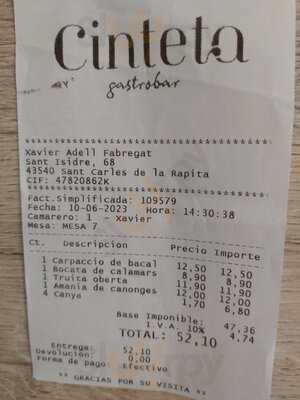 Cinteta
gastrobar
Xavier Adell Fabregat
Sant Isidre, 68
43540 Sant Carles de la Rapita
CIF: 47820862K
Fact.Simplificada: 109579
Fecha: 10-06-2023 Hora: 14:30:38
Camarero: 1 - Xavier
Mesa: MESA 7
Ct. Descripcion Precio Importe
1 Carpaccio de bacal 12,50 12,50
1 Bocata de calamars 8,90 8,90
1 Truita oberta 11,90 11,90
1 Amania de canonges 12,00 12,00
4 Canya 1,70 6,80
Base Imponible: 47,36
I.V.A. 10% 4,74
TOTAL: 52,10
Entrega: 52,10
Devolución: 0,00
Forma de pago: Efectivo
** GRACIAS POR SU VISITA **